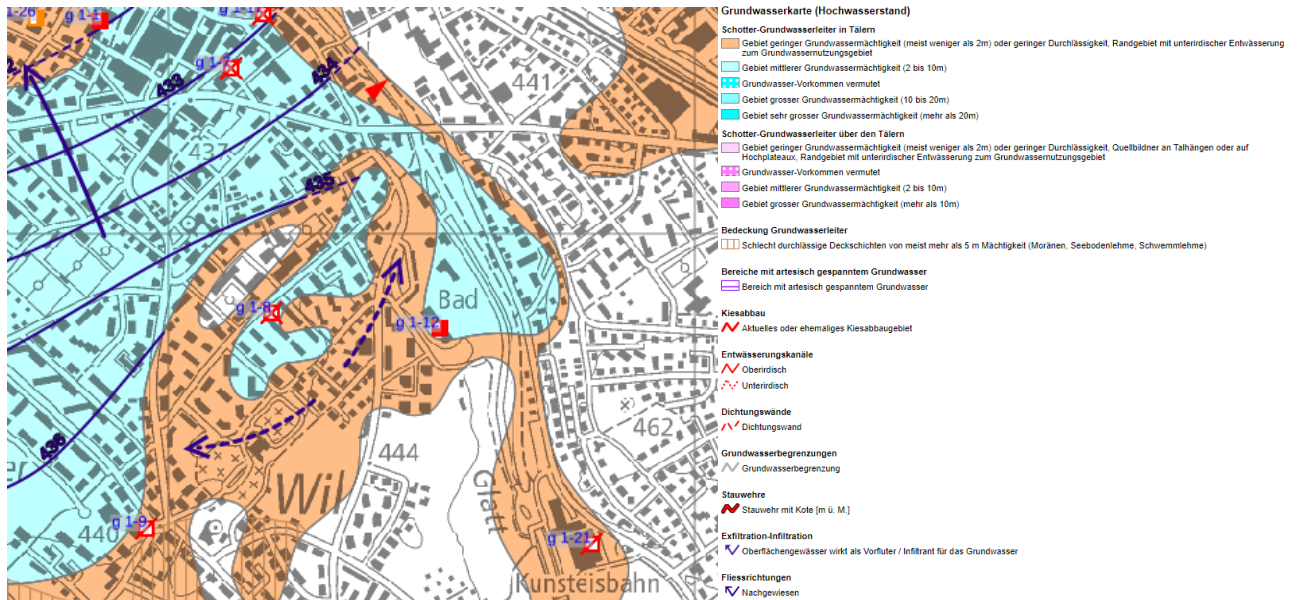 1-26
g 1-1
g 1-1
g 1-7
433
434
441
437
435
Bad
g 1-8
g 1-12
436
462
444
er
Wil
Glatt
g 1-9
440
g 1-21
Kunsteisbahn
Grundwasserkarte (Hochwasserstand)
Schotter-Grundwasserleiter in Tälern
Gebiet geringer Grundwassermächtigkeit (meist weniger als 2m) oder geringer Durchlässigkeit, Randgebiet mit unterirdischer Entwässerung
zum Grundwassernutzungsgebiet
Gebiet mittlerer Grundwassermächtigkeit (2 bis 10m)
Grundwasser-Vorkommen vermutet
Gebiet grosser Grundwassermächtigkeit (10 bis 20m)
Gebiet sehr grosser Grundwassermächtigkeit (mehr als 20m)
Schotter-Grundwasserleiter über den Tälern
Gebiet geringer Grundwassermächtigkeit (meist weniger als 2m) oder geringer Durchlässigkeit, Quellbildner an Talhängen oder auf
Hochplateaux, Randgebiet mit unterirdischer Entwässerung zum Grundwassernutzungsgebiet
Grundwasser-Vorkommen vermutet
Gebiet mittlerer Grundwassermächtigkeit (2 bis 10m)
Gebiet grosser Grundwassermächtigkeit (mehr als 10m)
Bedeckung Grundwasserleiter
Schlecht durchlässige Deckschichten von meist mehr als 5 m Mächtigkeit (Moränen, Seebodenlehme, Schwemmlehme)
Bereiche mit artesisch gespanntem Grundwasser
Bereich mit artesisch gespanntem Grundwasser
Kiesabbau
Aktuelles oder ehemaliges Kiesabbaugebiet
Entwässerungskanäle
Oberirdisch
Unterirdisch
Dichtungswände
Dichtungswand
Grundwasserbegrenzungen
Grundwasserbegrenzung
Stauwehre
Stauwehr mit Kote [m ü. M.]
Exfiltration-Infiltration
Oberflächengewässer wirkt als Vorfluter / Infiltrant für das Grundwasser
Fliessrichtungen
Nachgewiesen